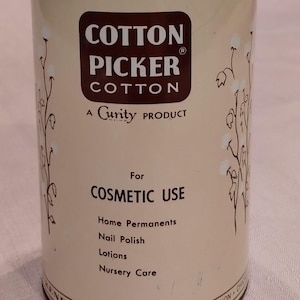 COTTON
PICKER®
COTTON
A Curity PRODUCT
For
COSMETIC USE
Home Permanents
Nail Polish
Lotions
Nursery Care